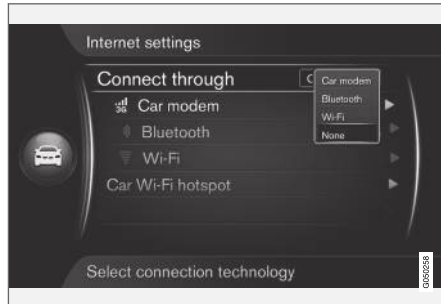 Internet settings
Connect through
C
Car modem
Bluetooth
Wi-Fi
None
3G
Car modem
Bluetooth
Wi-Fi
Car Wi-Fi hotspot
Select connection technology
G050258